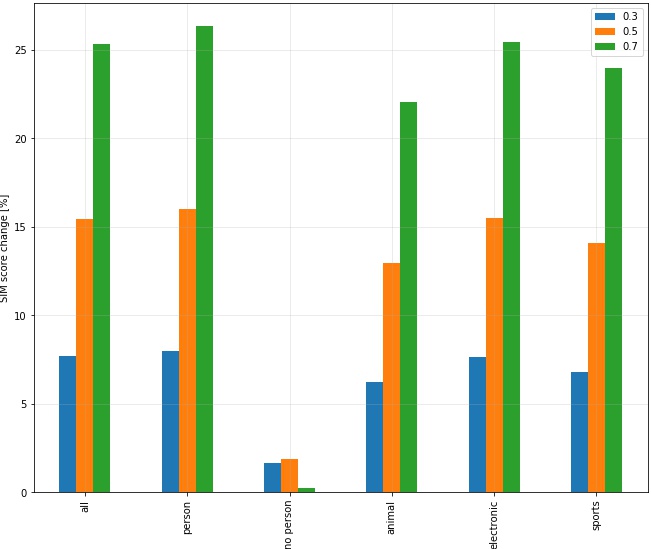 0.3
0.5
0.7
25
20
15
10
5
0
SIM score change [%]
all
person
no person
animal
electronic
sports